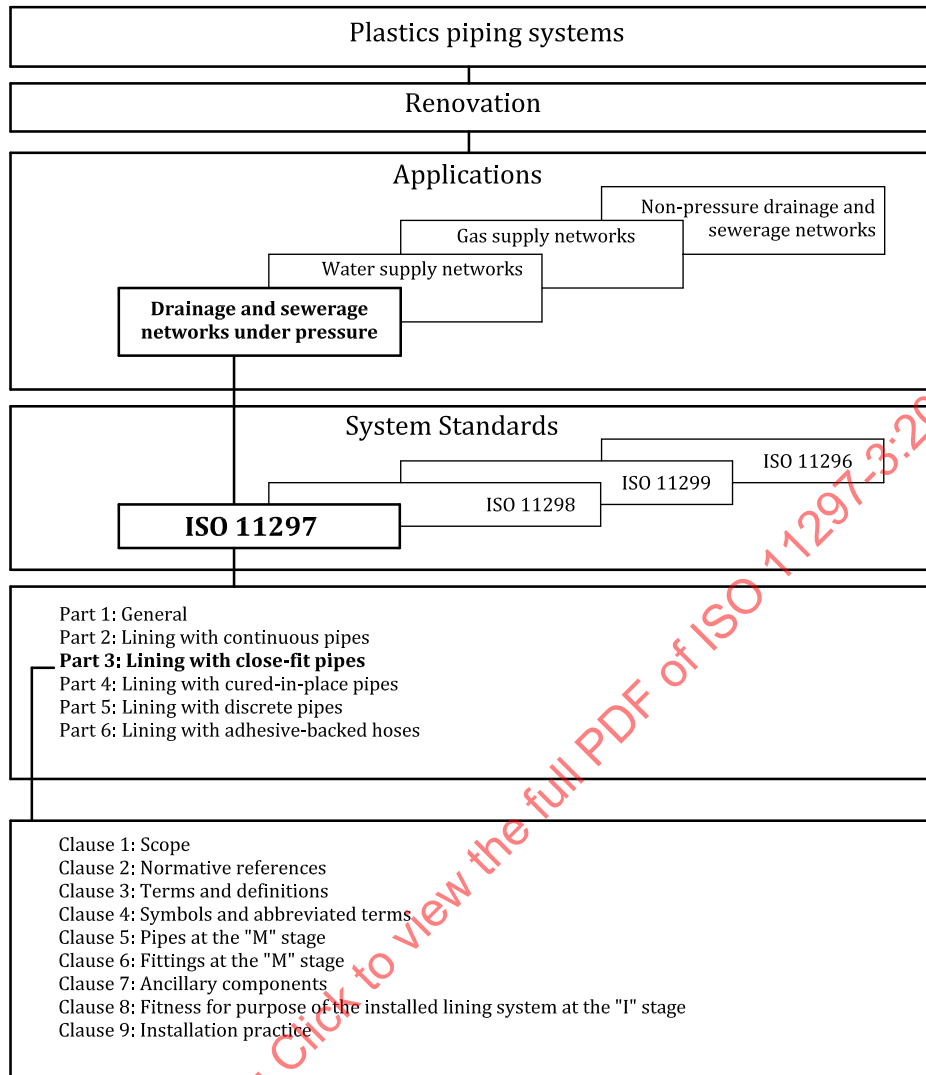 Plastics piping systems
Renovation
Applications
Non-pressure drainage and
sewerage networks
Gas supply networks
Water supply networks
Drainage and sewerage
networks under pressure
System Standards
ISO 11296
ISO 11299
ISO 11298
ISO 11297
Part 1: General
Part 2: Lining with continuous pipes
Part 3: Lining with close-fit pipes
Part 4: Lining with cured-in-place pipes
Part 5: Lining with discrete pipes
Part 6: Lining with adhesive-backed hoses
Clause 1: Scope
Clause 2: Normative references
Clause 3: Terms and definitions
Clause 4: Symbols and abbreviated terms
Clause 5: Pipes at the "M" stage
Clause 6: Fittings at the "M" stage
Clause 7: Ancillary components
Clause 8: Fitness for purpose of the installed lining system at the "I" stage
Clause 9: Installation practice
Click to view the full PDF of ISO 11297-3:20